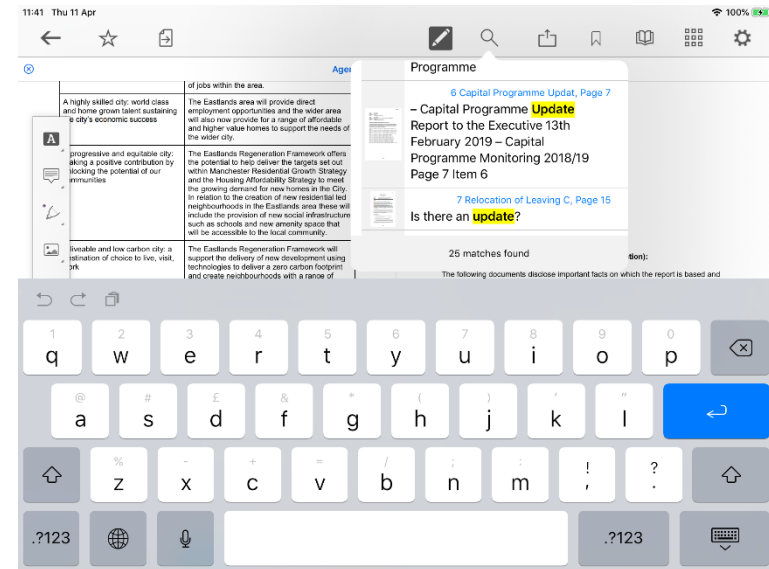 11:41 Thu 11 Apr
100%
Agen
of jobs within the area.
A highly skilled city: world class
and home grown talent sustaining
city's economic success
The Eastlands area will provide direct
employment opportunities and the wider area
will also now provide for a range of affordable
and higher value homes to support the needs of
the wider city.
progressive and equitable city:
aking a positive contribution by
locking the potential of our
mmunities
The Eastlands Regeneration Framework offers
the potential to help deliver the targets set out
within Manchester Residential Growth Strategy
and the Housing Affordability Strategy to meet
the growing demand for new homes in the City.
In relation to the creation of new residential led
neighbourhoods in the Eastlands area these will
include the provision of new social infrastructure
such as schools and new amenity space that
will be accessible to the local community.
iveable and low carbon city: a
stination of choice to live, visit,
ork
The Eastlands Regeneration Framework will
support the delivery of new development using
technologies to deliver a zero carbon footprint
and create neighbourhoods with a range of
Programme
6 Capital Programme Updat, Page 7
– Capital Programme Update
Report to the Executive 13th
February 2019 – Capital
Programme Monitoring 2018/19
Page 7 Item 6
7 Relocation of Leaving C, Page 15
Is there an update?
25 matches found
tion):
The following documents disclose important facts on which the report is based and
A
1 2 3 4 5 6 7 8 9 0
q w e r t y u i o p
@ # £ & * ( ) ' "
a s d f g h j k l
% - + = / ; : ! ?
z x c v b n m , .
.?123 .?123